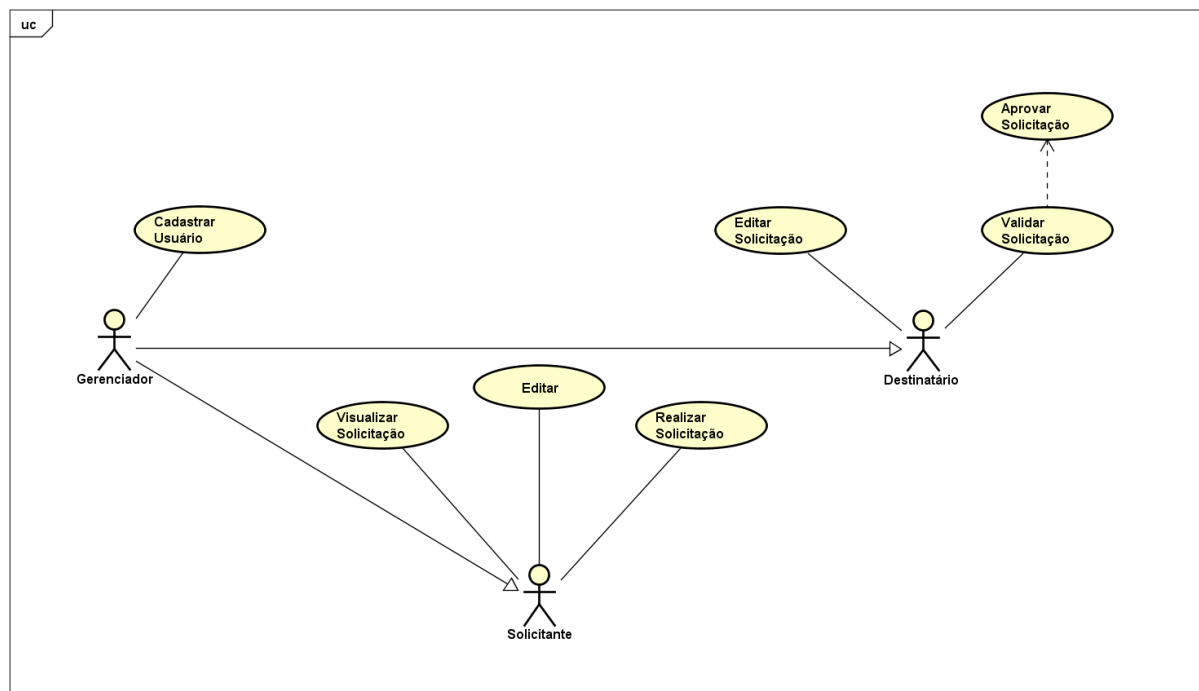 uc
Aprovar
Solicitação
Cadastrar
Usuário
Editar
Solicitação
Validar
Solicitação
Gerenciador
Destinatário
Editar
Visualizar
Solicitação
Realizar
Solicitação
Solicitante